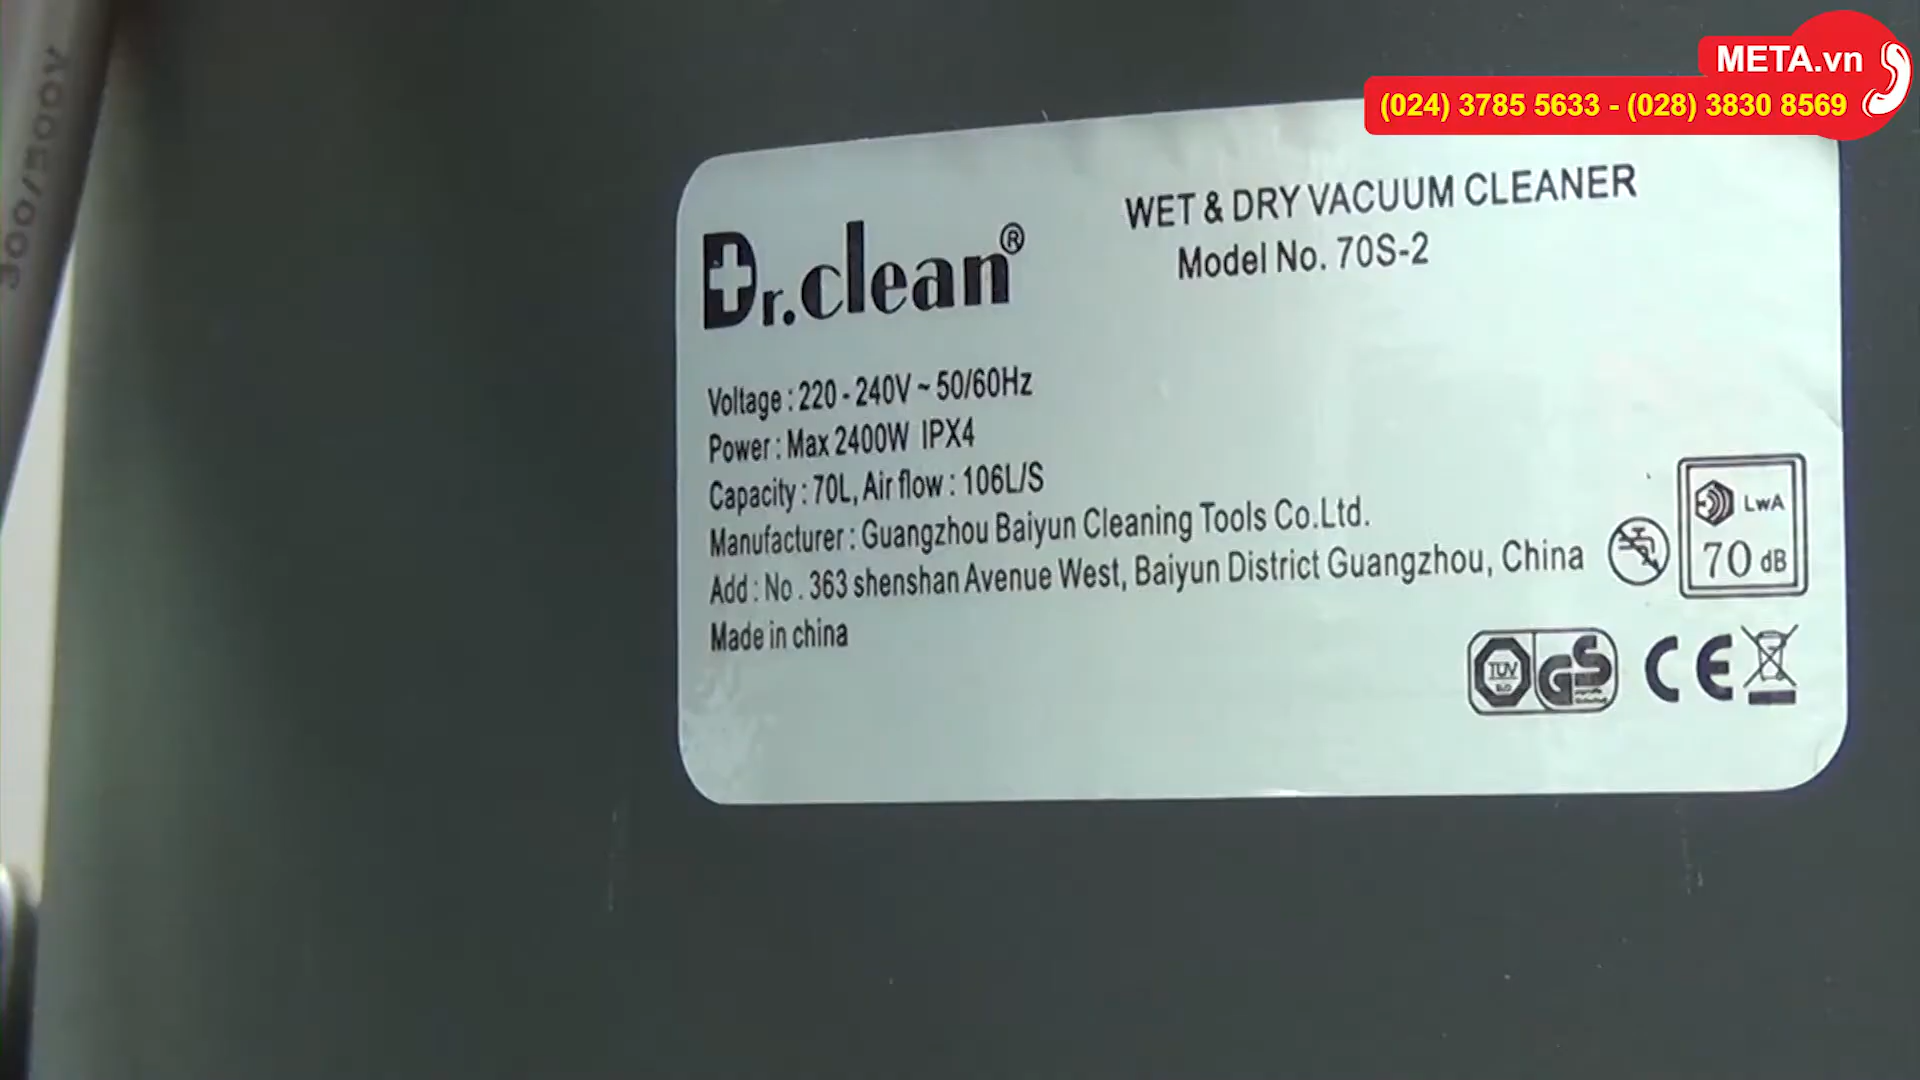 META.vn
(024) 3785 5633 - (028) 3830 8569
300/500V
WET & DRY VACUUM CLEANER
Model No. 70S-2
Dr.clean®
Voltage : 220 - 240V ~ 50/60Hz
Power : Max 2400W IPX4
Capacity : 70L, Air flow : 106L/S
Manufacturer : Guangzhou Baiyun Cleaning Tools Co.Ltd.
Add : No . 363 shenshan Avenue West, Baiyun District Guangzhou, China
Made in china
LWA
70 dB
TÜV
GS
CE